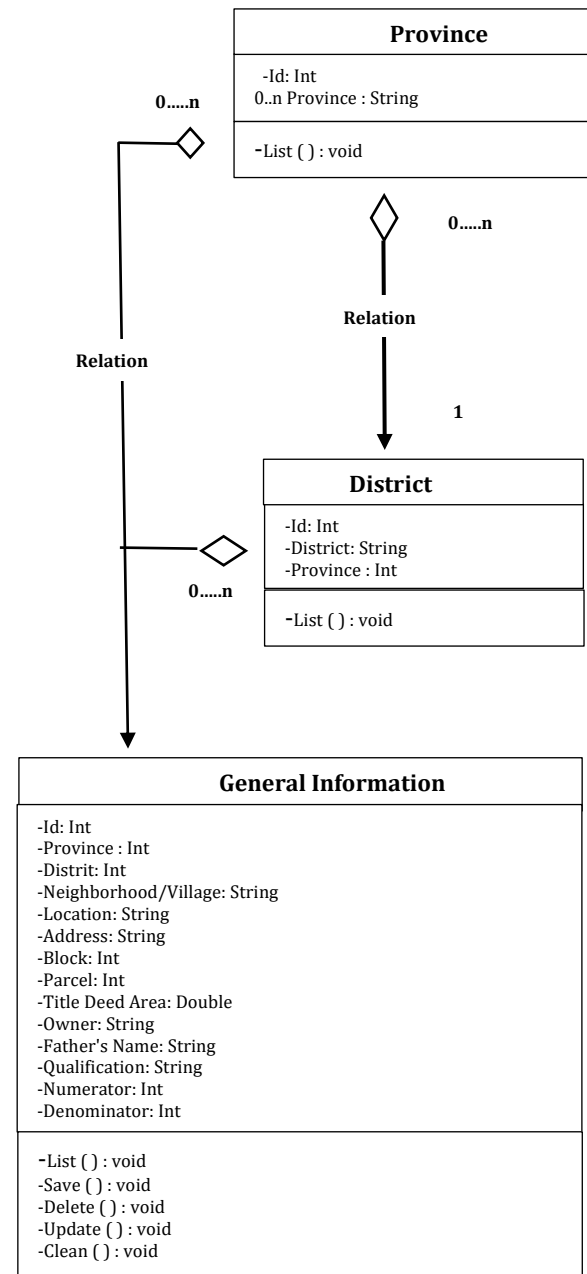 Province
-Id: Int
0..n Province : String
0.....n
-List ( ) : void
0.....n
Relation
Relation
1
District
-Id: Int
-District: String
-Province : Int
0.....n
-List ( ) : void
General Information
-Id: Int
-Province : Int
-Distrit: Int
-Neighborhood/Village: String
-Location: String
-Address: String
-Block: Int
-Parcel: Int
-Title Deed Area: Double
-Owner: String
-Father's Name: String
-Qualification: String
-Numerator: Int
-Denominator: Int
-List ( ) : void
-Save ( ) : void
-Delete ( ) : void
-Update ( ) : void
-Clean ( ) : void